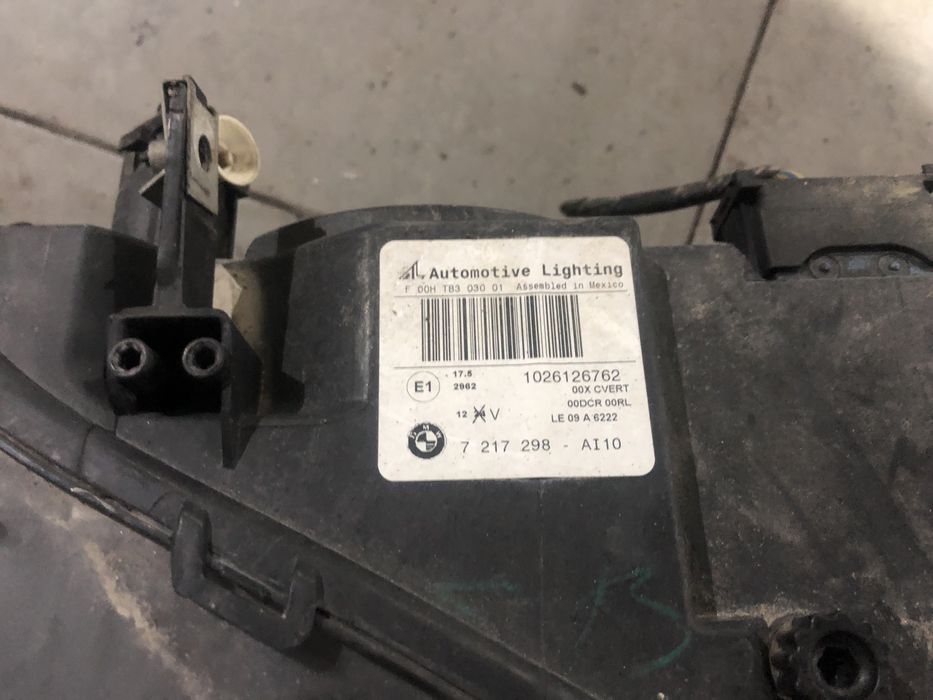 AL Automotive Lighting
F 00H TB3 030 01 Assembled in Mexico
E1
17.5
2962
1026126762
00X CVERT
00DCR 00RL
12 V
LE 09 A 6222
BMW
7 217 298 - AI10
B